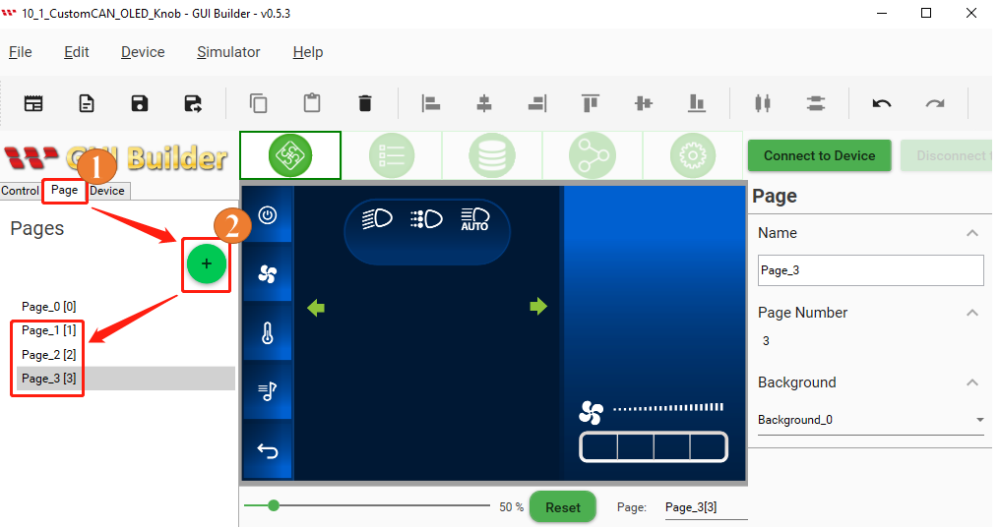 10_1_CustomCAN_OLED_Knob - GUI Builder - v0.5.3
File Edit Device Simulator Help
GUI Builder
1
Connect to Device
Disconnect t
Control Page Device
Page
Pages
2
Name
AUTO
+
Page_3
Page_0 [0]
Page_1 [1]
Page_2 [2]
Page_3 [3]
Page Number
3
Background
Background_0
50 %
Reset
Page:
Page_3[3]